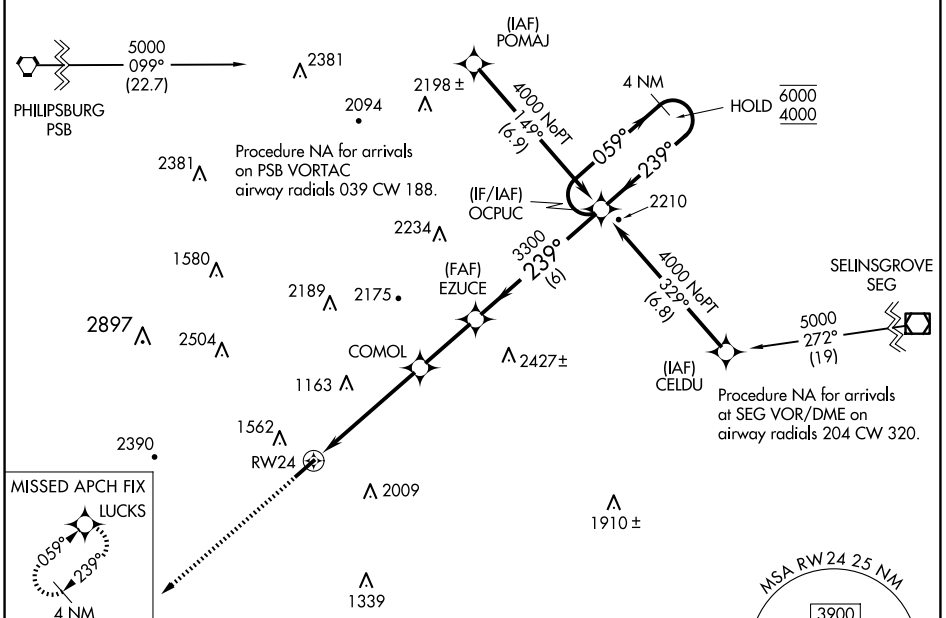 (IAF)
POMAJ
5000
099°
(22.7)
PHILIPSBURG
PSB
2381
2198 ±
2094
4000 NoPT
149°
(6.9)
4 NM
HOLD
6000
4000
059°
239°
Procedure NA for arrivals
on PSB VORTAC
airway radials 039 CW 188.
2381
(IF/IAF)
OCPUC
2210
2234
3300
239°
(6)
1580
(FAF)
EZUCE
4000 NoPT
329°
(6.8)
SELINSGROVE
SEG
2189
2175
5000
272°
(19)
2897
2504
COMOL
2427±
(IAF)
CELDU
1163
Procedure NA for arrivals
at SEG VOR/DME on
airway radials 204 CW 320.
1562
2390
RW24
MISSED APCH FIX
LUCKS
059°
239°
4 NM
2009
1910 ±
1339
MSA RW24 25 NM
3900